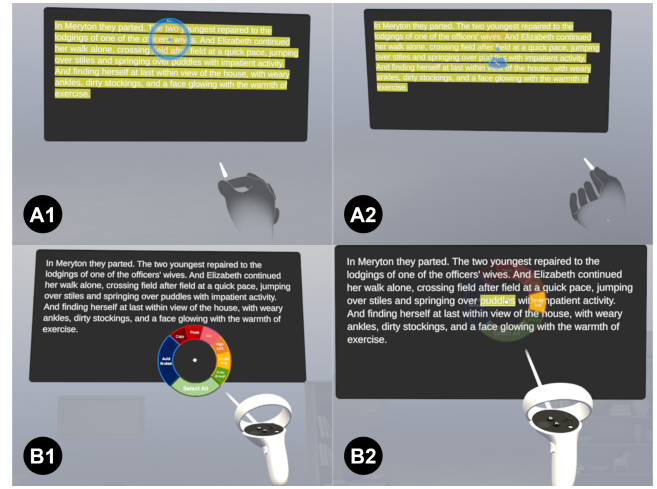 In Meryton they parted. The two youngest repaired to the
lodgings of one of the officers' wives. And Elizabeth continued
her walk alone, crossing field after field at a quick pace, jumping
over stiles and springing over puddles with impatient activity.
And finding herself at last within view of the house, with weary
ankles, dirty stockings, and a face glowing with the warmth of
exercise.
A1
In Meryton they parted. The two youngest repaired to the
lodgings of one of the officers' wives. And Elizabeth continued
her walk alone, crossing field after field at a quick pace, jumping
over stiles and springing over puddles with impatient activity.
And finding herself at last within view of the house, with weary
ankles, dirty stockings, and a face glowing with the warmth of
exercise.
A2
In Meryton they parted. The two youngest repaired to the
lodgings of one of the officers' wives. And Elizabeth continued
her walk alone, crossing field after field at a quick pace, jumping
over stiles and springing over puddles with impatient activity.
And finding herself at last within view of the house, with weary
ankles, dirty stockings, and a face glowing with the warmth of
exercise.
Copy
Paste
Select All
B1
In Meryton they parted. The two youngest repaired to the
lodgings of one of the officers' wives. And Elizabeth continued
her walk alone, crossing field after field at a quick pace, jumping
over stiles and springing over puddles with impatient activity.
And finding herself at last within view of the house, with weary
ankles, dirty stockings, and a face glowing with the warmth of
exercise.
B2